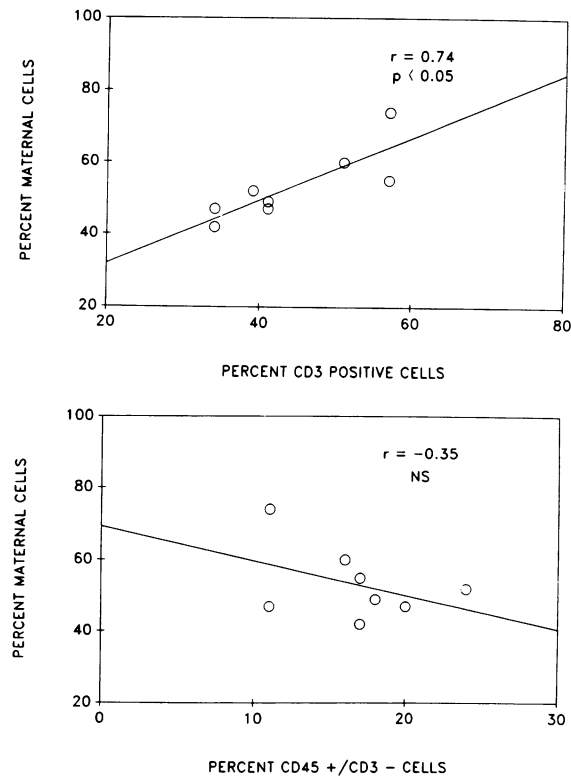 100
80
60
40
20
PERCENT MATERNAL CELLS
r = 0.74
p < 0.05
20
40
60
80
PERCENT CD3 POSITIVE CELLS
100
80
60
40
20
PERCENT MATERNAL CELLS
r = -0.35
NS
0
10
20
30
PERCENT CD45 +/CD3 - CELLS